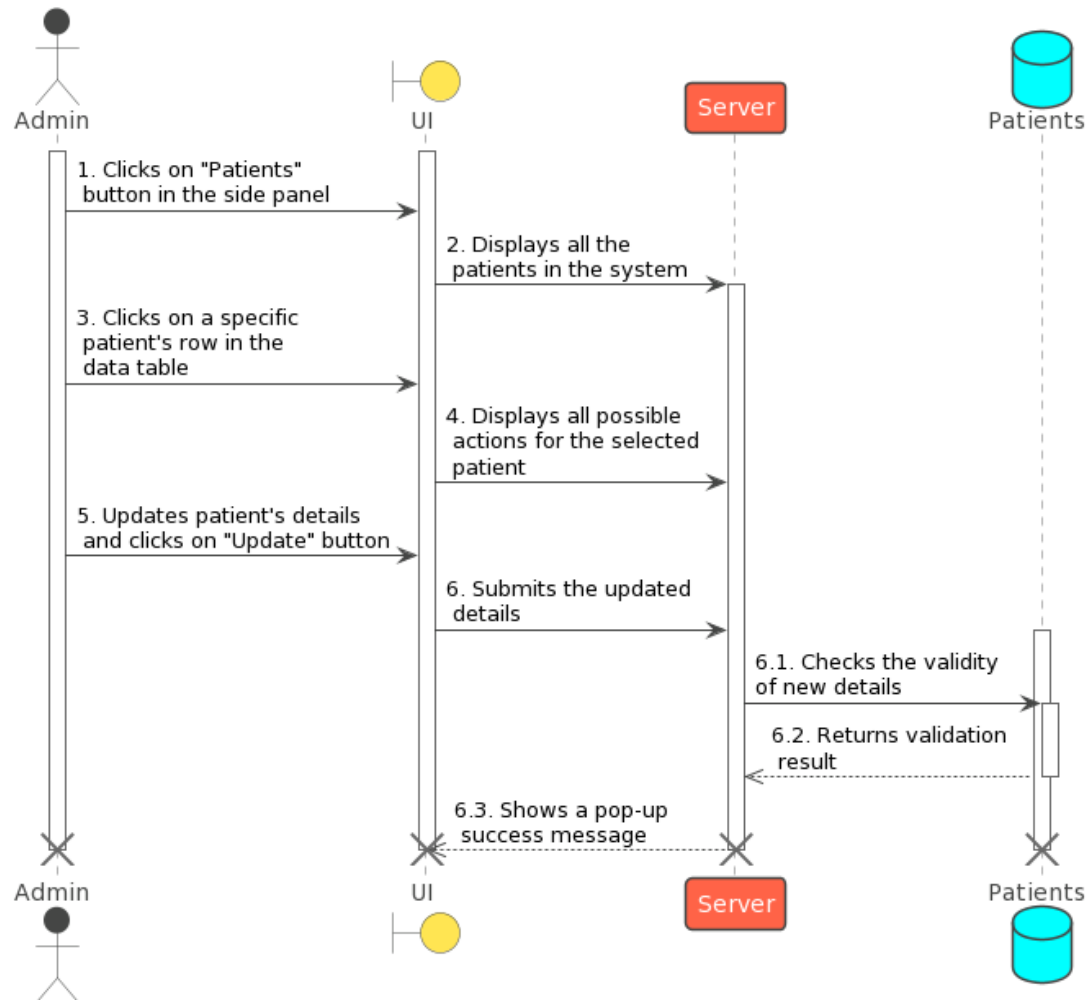 Admin
UI
Server
Patients
1. Clicks on "Patients"
button in the side panel
2. Displays all the
patients in the system
3. Clicks on a specific
patient's row in the
data table
4. Displays all possible
actions for the selected
patient
5. Updates patient's details
and clicks on "Update" button
6. Submits the updated
details
6.1. Checks the validity
of new details
6.2. Returns validation
result
6.3. Shows a pop-up
success message
Admin
UI
Server
Patients